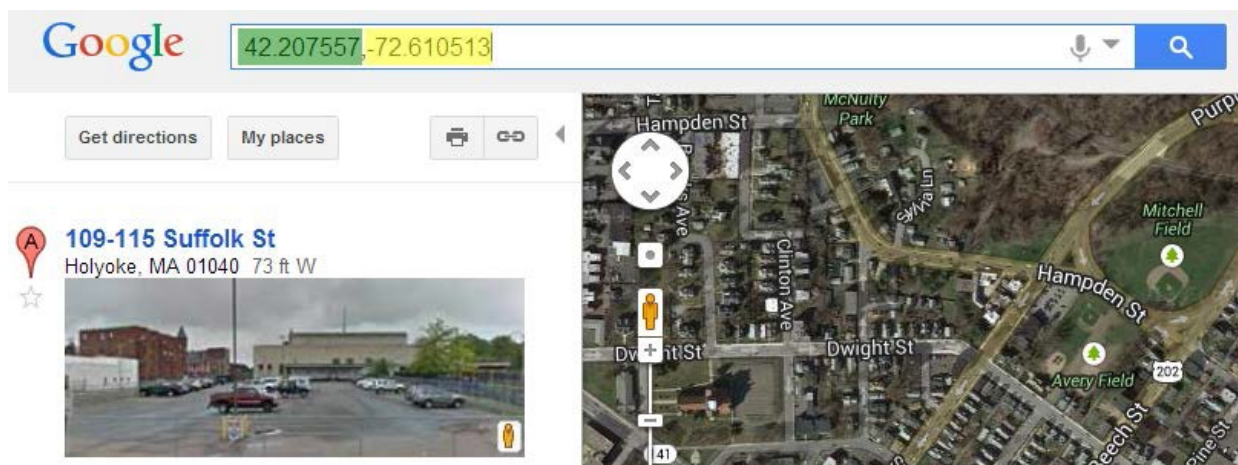 Google
42.207557,-72.610513
Get directions
My places
A
109-115 Suffolk St
Holyoke, MA 01040 73 ft W
McNulty
Park
Hampden St
Clinton Ave
Mitchell
Field
Hampden St
Dwight St
Dwight St
Avery Field
202
141
Pine St